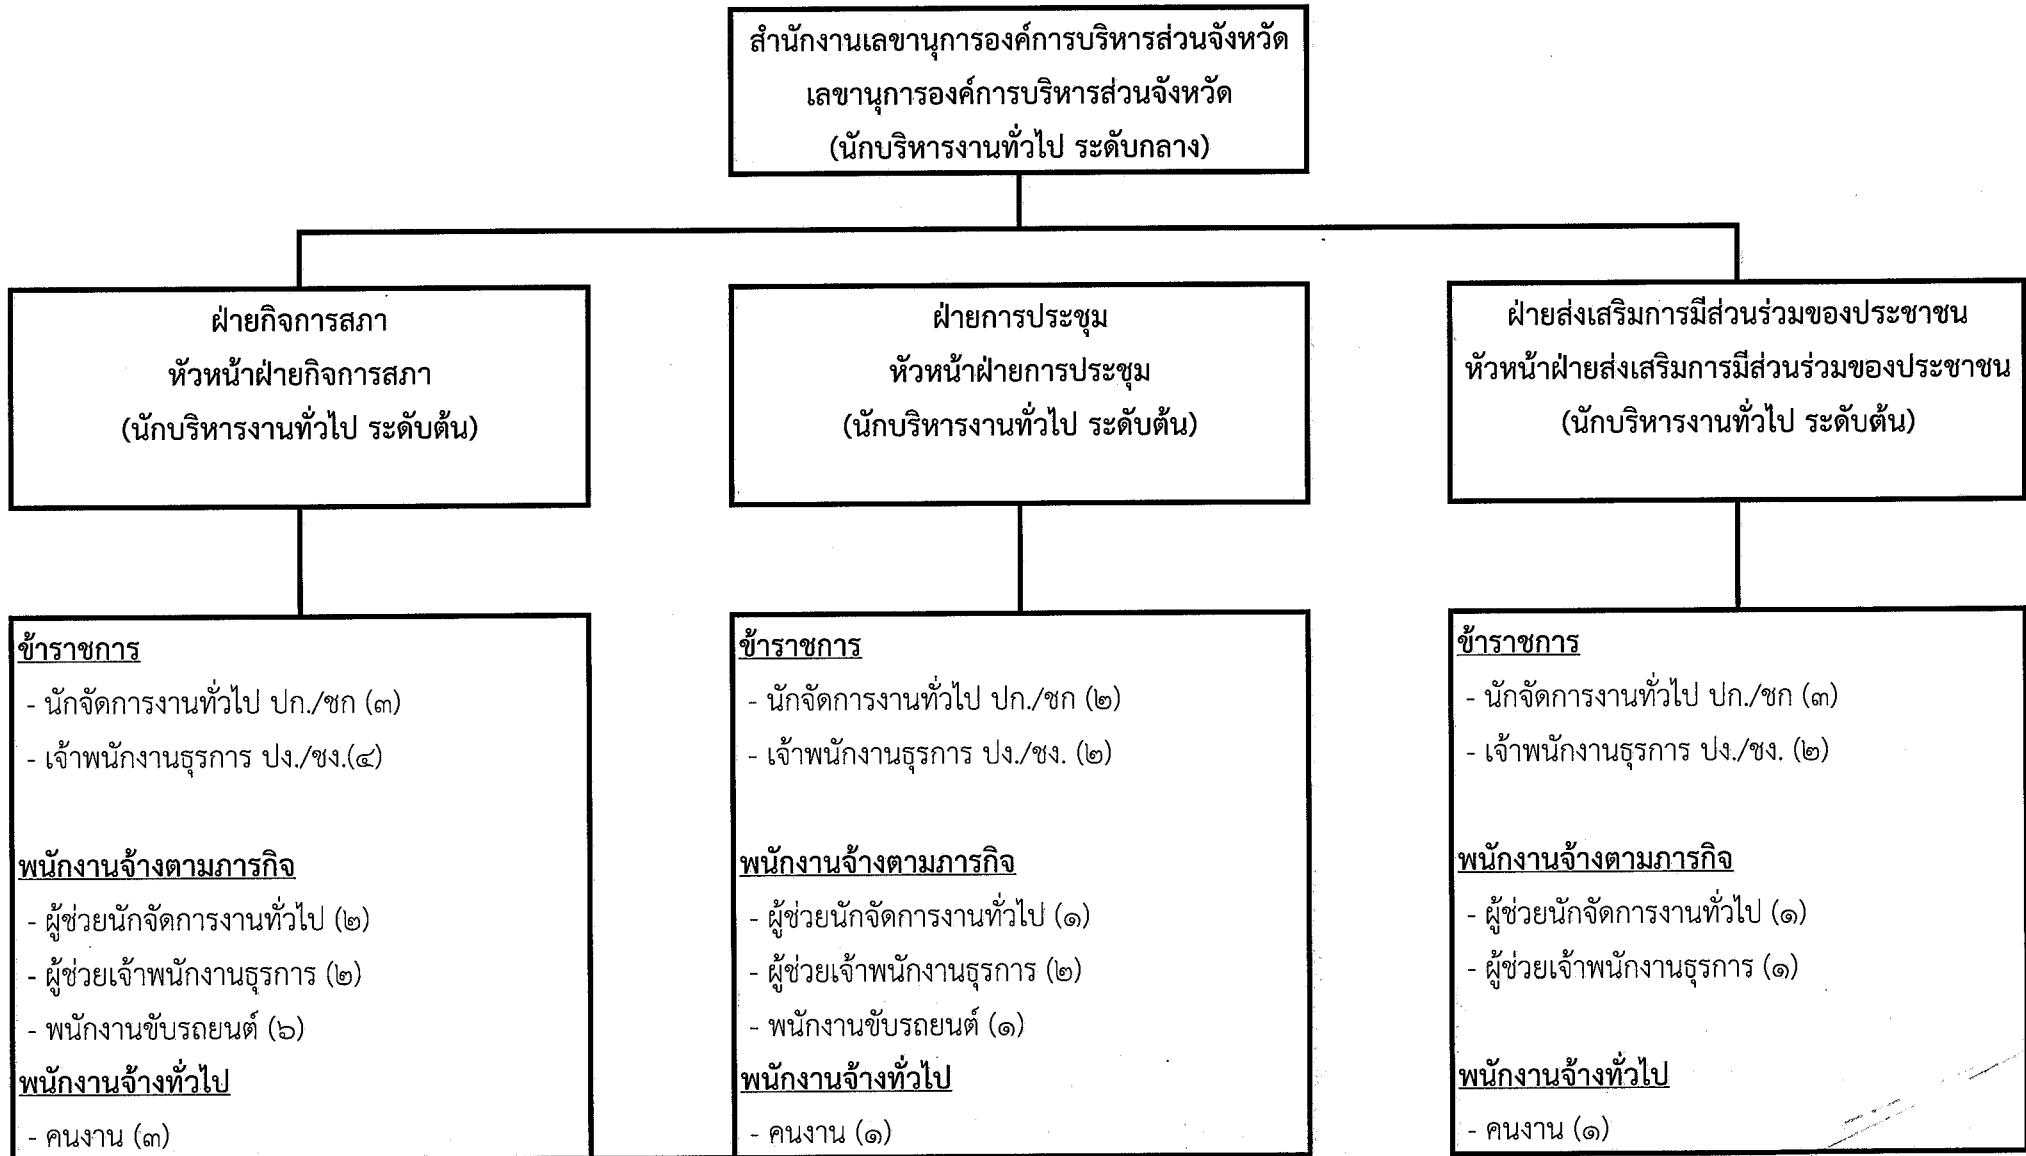 สำนักงานเลขานุการองค์การบริหารส่วนจังหวัด
เลขานุการองค์การบริหารส่วนจังหวัด
(นักบริหารงานทั่วไป ระดับกลาง)
ฝ่ายกิจการสภา
หัวหน้าฝ่ายกิจการสภา
(นักบริหารงานทั่วไป ระดับต้น)
ฝ่ายการประชุม
หัวหน้าฝ่ายการประชุม
(นักบริหารงานทั่วไป ระดับต้น)
ฝ่ายส่งเสริมการมีส่วนร่วมของประชาชน
หัวหน้าฝ่ายส่งเสริมการมีส่วนร่วมของประชาชน
(นักบริหารงานทั่วไป ระดับต้น)
ข้าราชการ
- นักจัดการงานทั่วไป ปก./ชก (๓)
- เจ้าพนักงานธุรการ ปง./ชง.(๔)
พนักงานจ้างตามภารกิจ
- ผู้ช่วยนักจัดการงานทั่วไป (๒)
- ผู้ช่วยเจ้าพนักงานธุรการ (๒)
- พนักงานขับรถยนต์ (๖)
พนักงานจ้างทั่วไป
- คนงาน (๓)
ข้าราชการ
- นักจัดการงานทั่วไป ปก./ชก (๒)
- เจ้าพนักงานธุรการ ปง./ชง. (๒)
พนักงานจ้างตามภารกิจ
- ผู้ช่วยนักจัดการงานทั่วไป (๑)
- ผู้ช่วยเจ้าพนักงานธุรการ (๒)
- พนักงานขับรถยนต์ (๑)
พนักงานจ้างทั่วไป
- คนงาน (๑)
ข้าราชการ
- นักจัดการงานทั่วไป ปก./ชก (๓)
- เจ้าพนักงานธุรการ ปง./ชง. (๒)
พนักงานจ้างตามภารกิจ
- ผู้ช่วยนักจัดการงานทั่วไป (๑)
- ผู้ช่วยเจ้าพนักงานธุรการ (๑)
พนักงานจ้างทั่วไป
- คนงาน (๑)